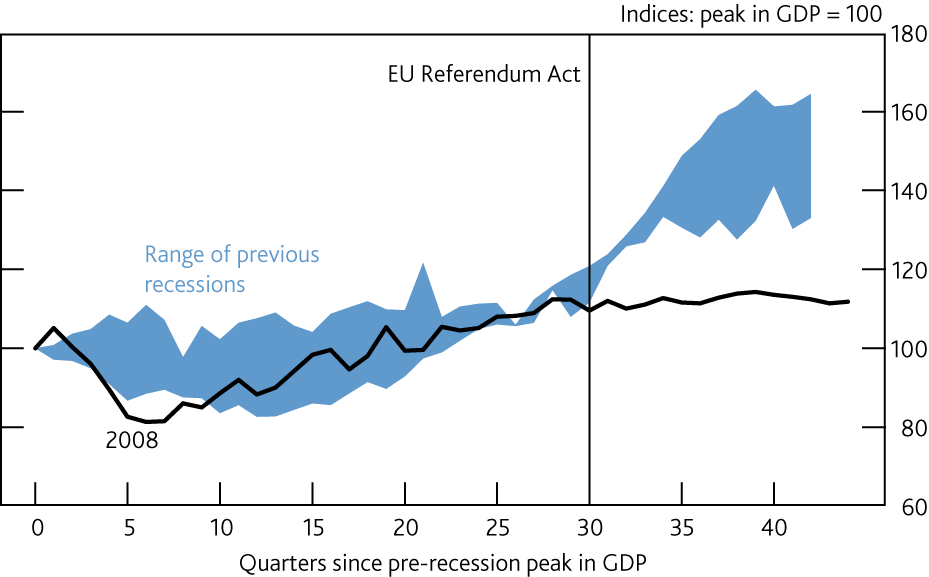 Indices: peak in GDP = 100
180
EU Referendum Act
160
140
Range of previous
recessions
120
100
80
2008
60
0 5 10 15 20 25 30 35 40
Quarters since pre-recession peak in GDP